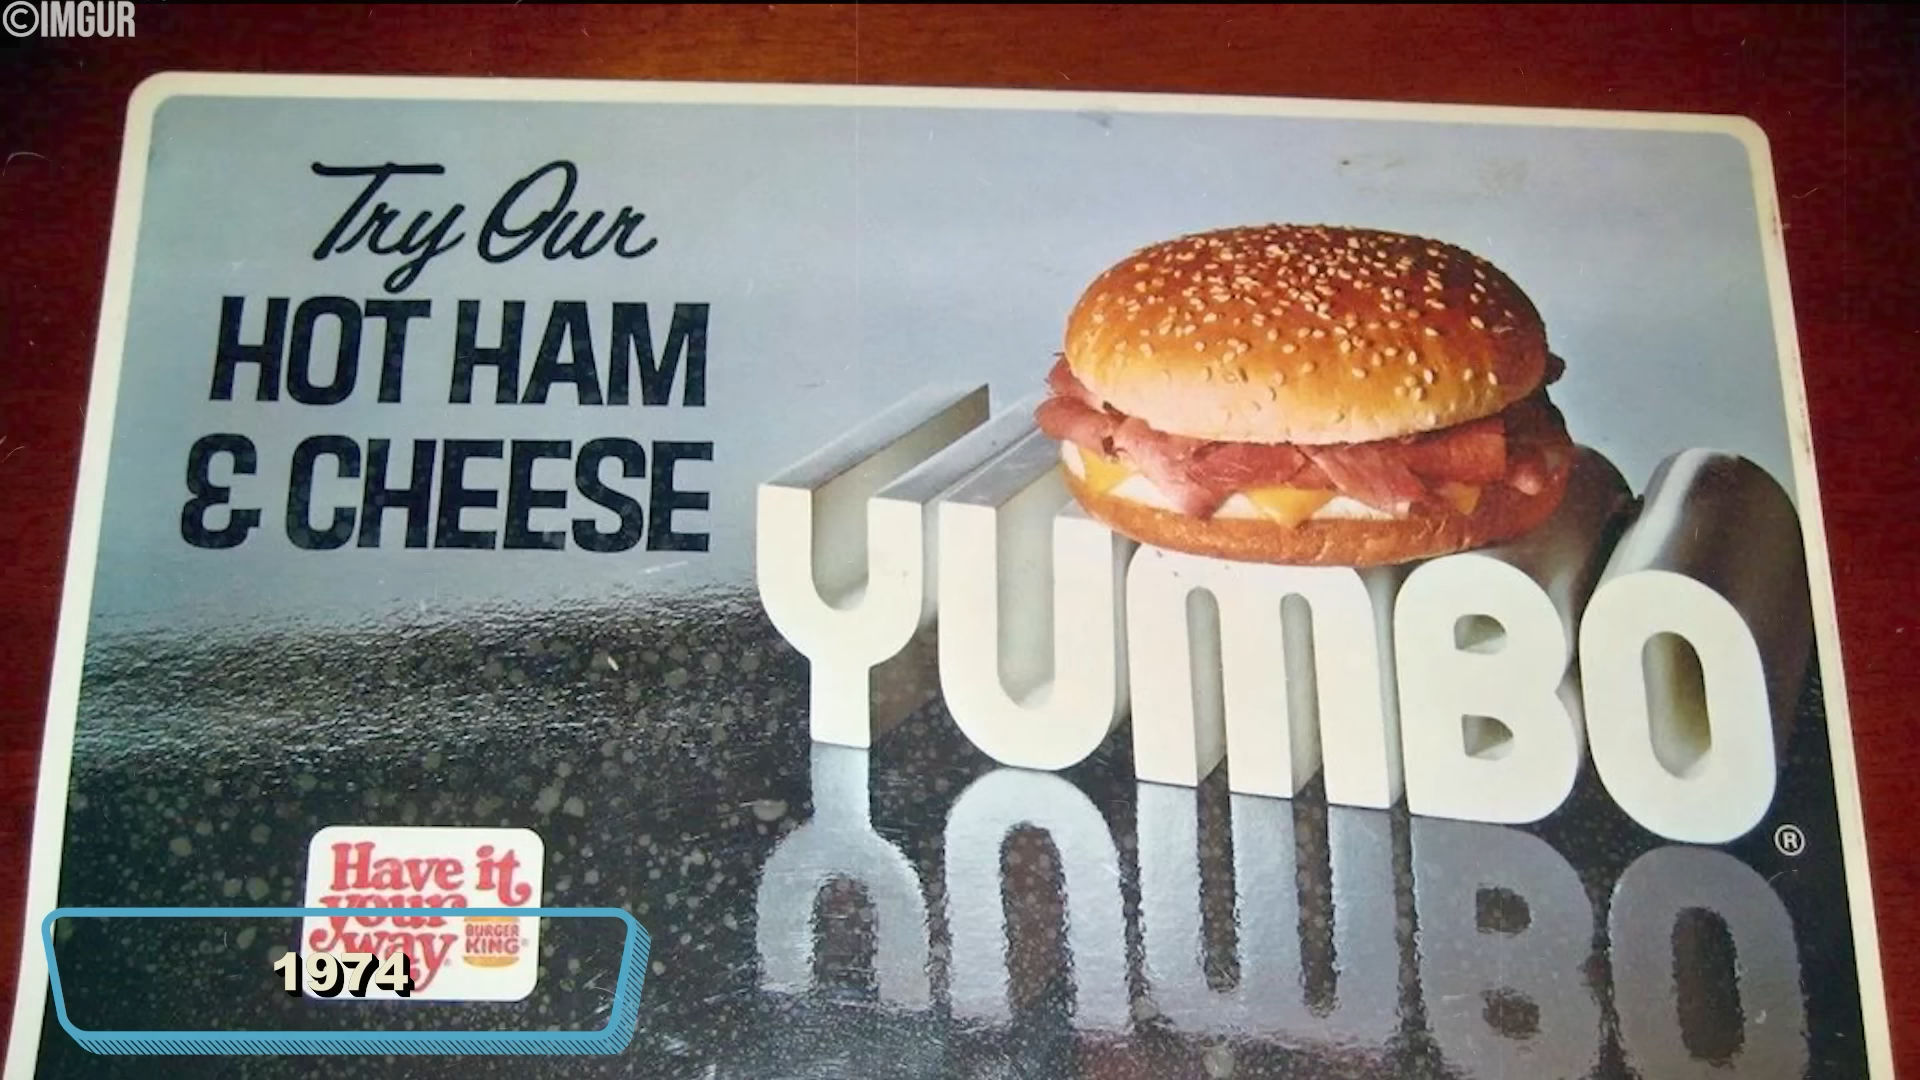 ©IMGUR
Try Our
HOT HAM
& CHEESE
YUMBO
®
Have it
your
way
BURGER
KING®
1974